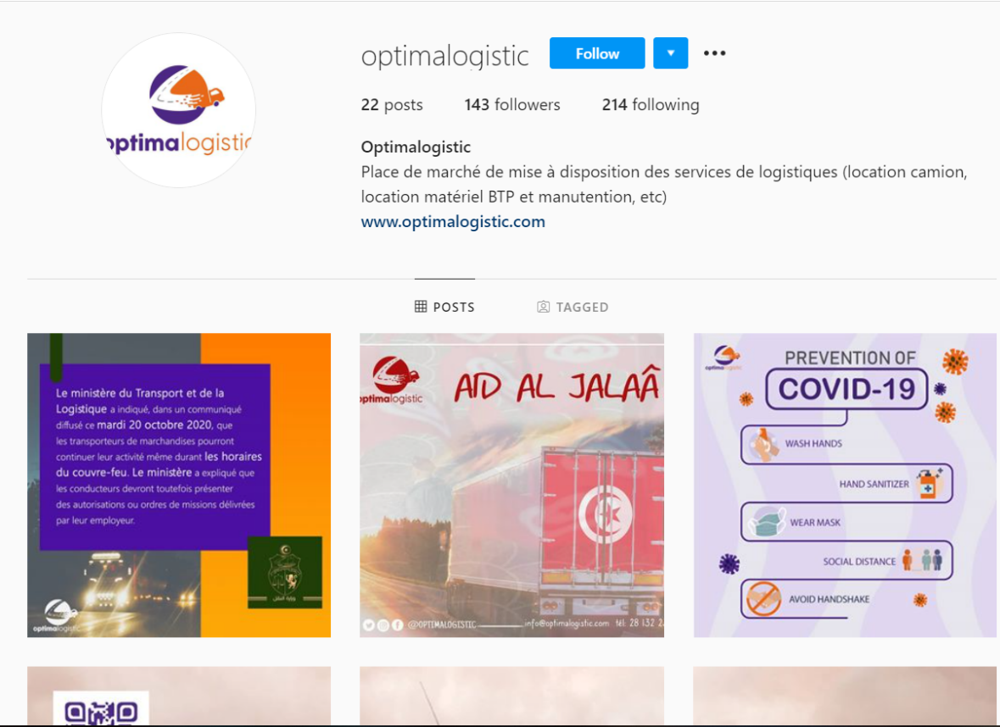 optimalogistic
Follow
22 posts
143 followers
214 following
optimalogistic
Optimalogistic
Place de marché de mise à disposition des services de logistiques (location camion,
location matériel BTP et manutention, etc)
www.optimalogistic.com
POSTS
TAGGED
Le ministère du Transport et de la
Logistique a indiqué, dans un communiqué
diffusé ce mardi 20 octobre 2020, que
les transporteurs de marchandises pourront
continuer leur activité même durant les horaires
du couvre-feu. Le ministère a expliqué que
les conducteurs devront toutefois présenter
des autorisations ou ordres de missions délivrées
par leur employeur.
optimalogistic
optimalogistic
AID AL JALAÂ
@OPTIMALOGISTIC
info@optimalogistic.com tél: 28 132 2
optimalogistic
PREVENTION OF
COVID-19
WASH HANDS
HAND SANITIZER
WEAR MASK
SOCIAL DISTANCE
AVOID HANDSHAKE